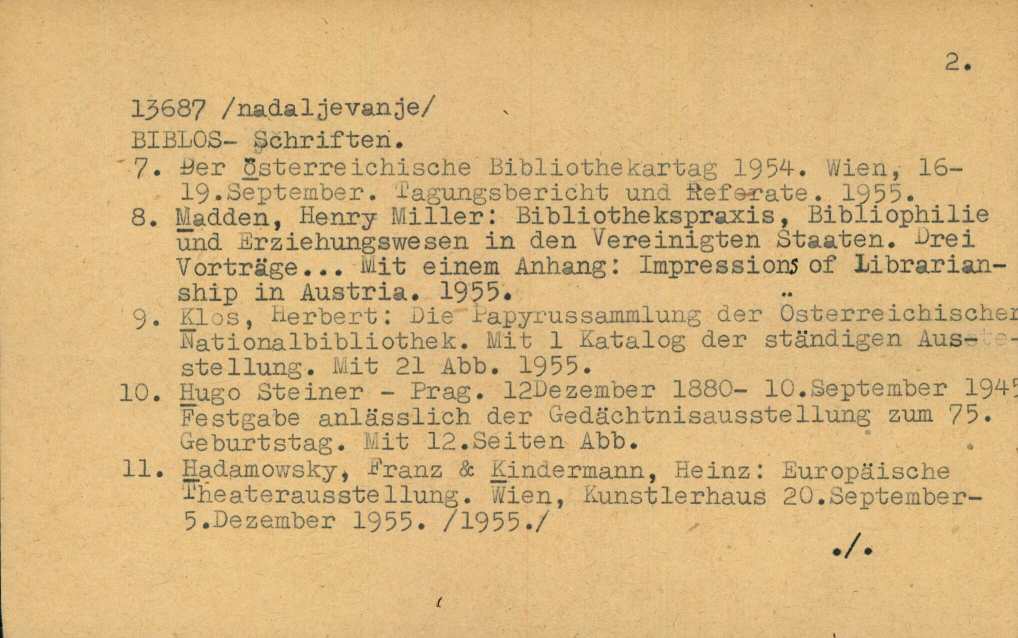 2.
13687 /nadaljevanje/
BIBLOS- Schriften.
7. Der Österreichische Bibliothekartag 1954. Wien, 16-
19.September. Tagungsbericht und Referate. 1955.
8. Madden, Henry Miller: Bibliothekspraxis, Bibliophilie
und Erziehungswesen in den Vereinigten Staaten. Drei
Vorträge... Mit einem Anhang: Impressions of Librarian-
ship in Austria. 1955.
9. Klos, Herbert: Die Papyrussammlung der Österreichischen
Nationalbibliothek. Mit 1 Katalog der ständigen Aus-
stellung. Mit 21 Abb. 1955.
10. Hugo Steiner - Prag. 12Dezember 1880- 10.September 1945
Festgabe anlässlich der Gedächtnisausstellung zum 75.
Geburtstag. Mit 12.Seiten Abb.
11. Hadamowsky, Franz & Kindermann, Heinz: Europäische
Theaterausstellung. Wien, Kunstlerhaus 20.September-
5.Dezember 1955. /1955./
./.